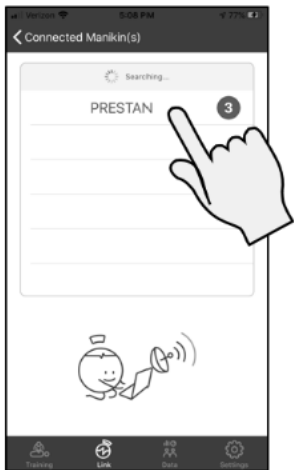 Verizon 5:08 PM 77%
Connected Manikin(s)
Searching...
PRESTAN 3
Training Link Data Settings